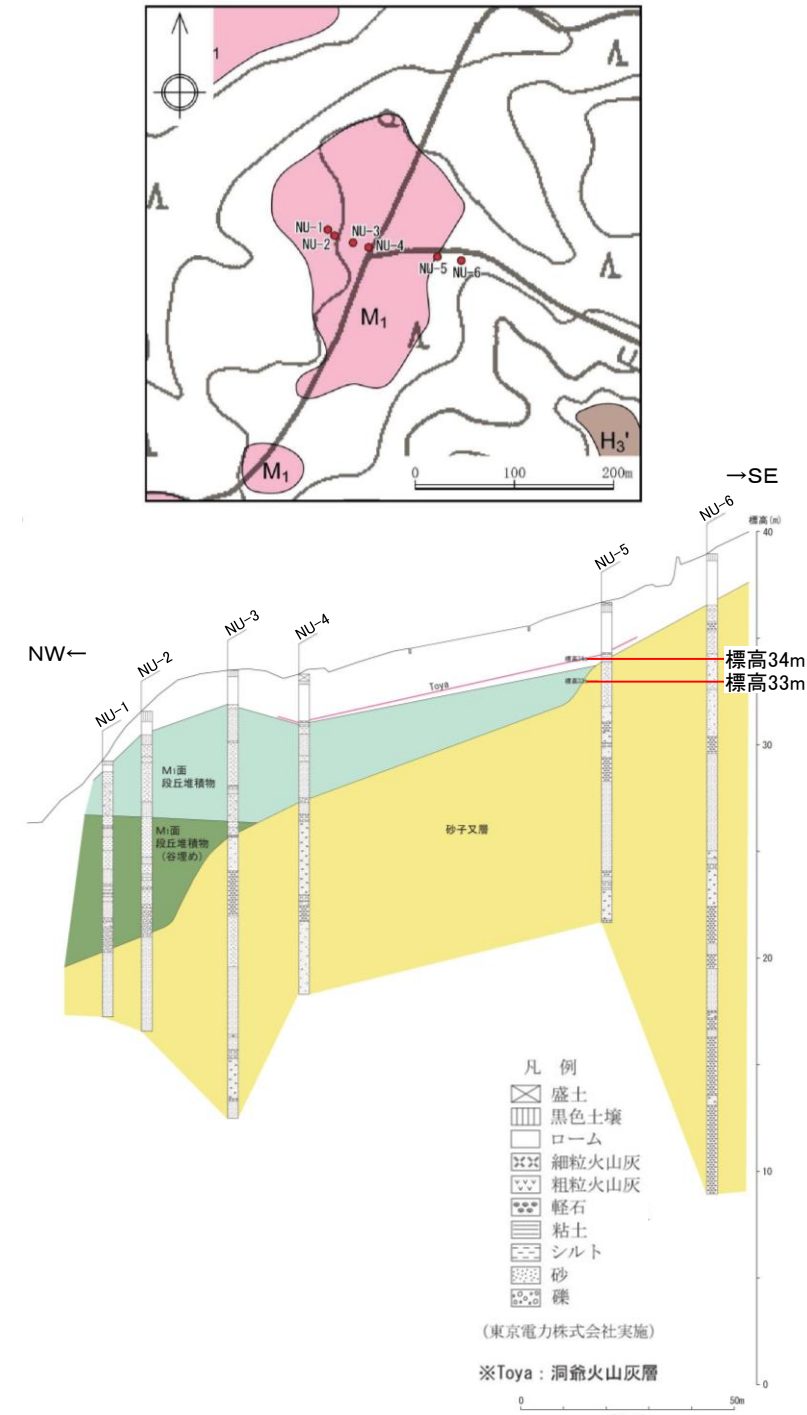 1
NU-1
NU-3
NU-2
NU-4
NU-5
NU-6
M1
H3'
M1
0 100 200m
→SE
NU-6
標高(m)
40
NU-5
NU-4
NU-3
NW←
NU-2
標高34m
標高33m
Toya
NU-1
30
M1面
段丘堆積物
M1面
段丘堆積物
(谷埋め)
砂子又層
20
凡 例
盛土
黒色土壌
ローム
細粒火山灰
粗粒火山灰
軽石
粘土
シルト
砂
礫
10
(東京電力株式会社実施)
※Toya:洞爺火山灰層
0
0 50m